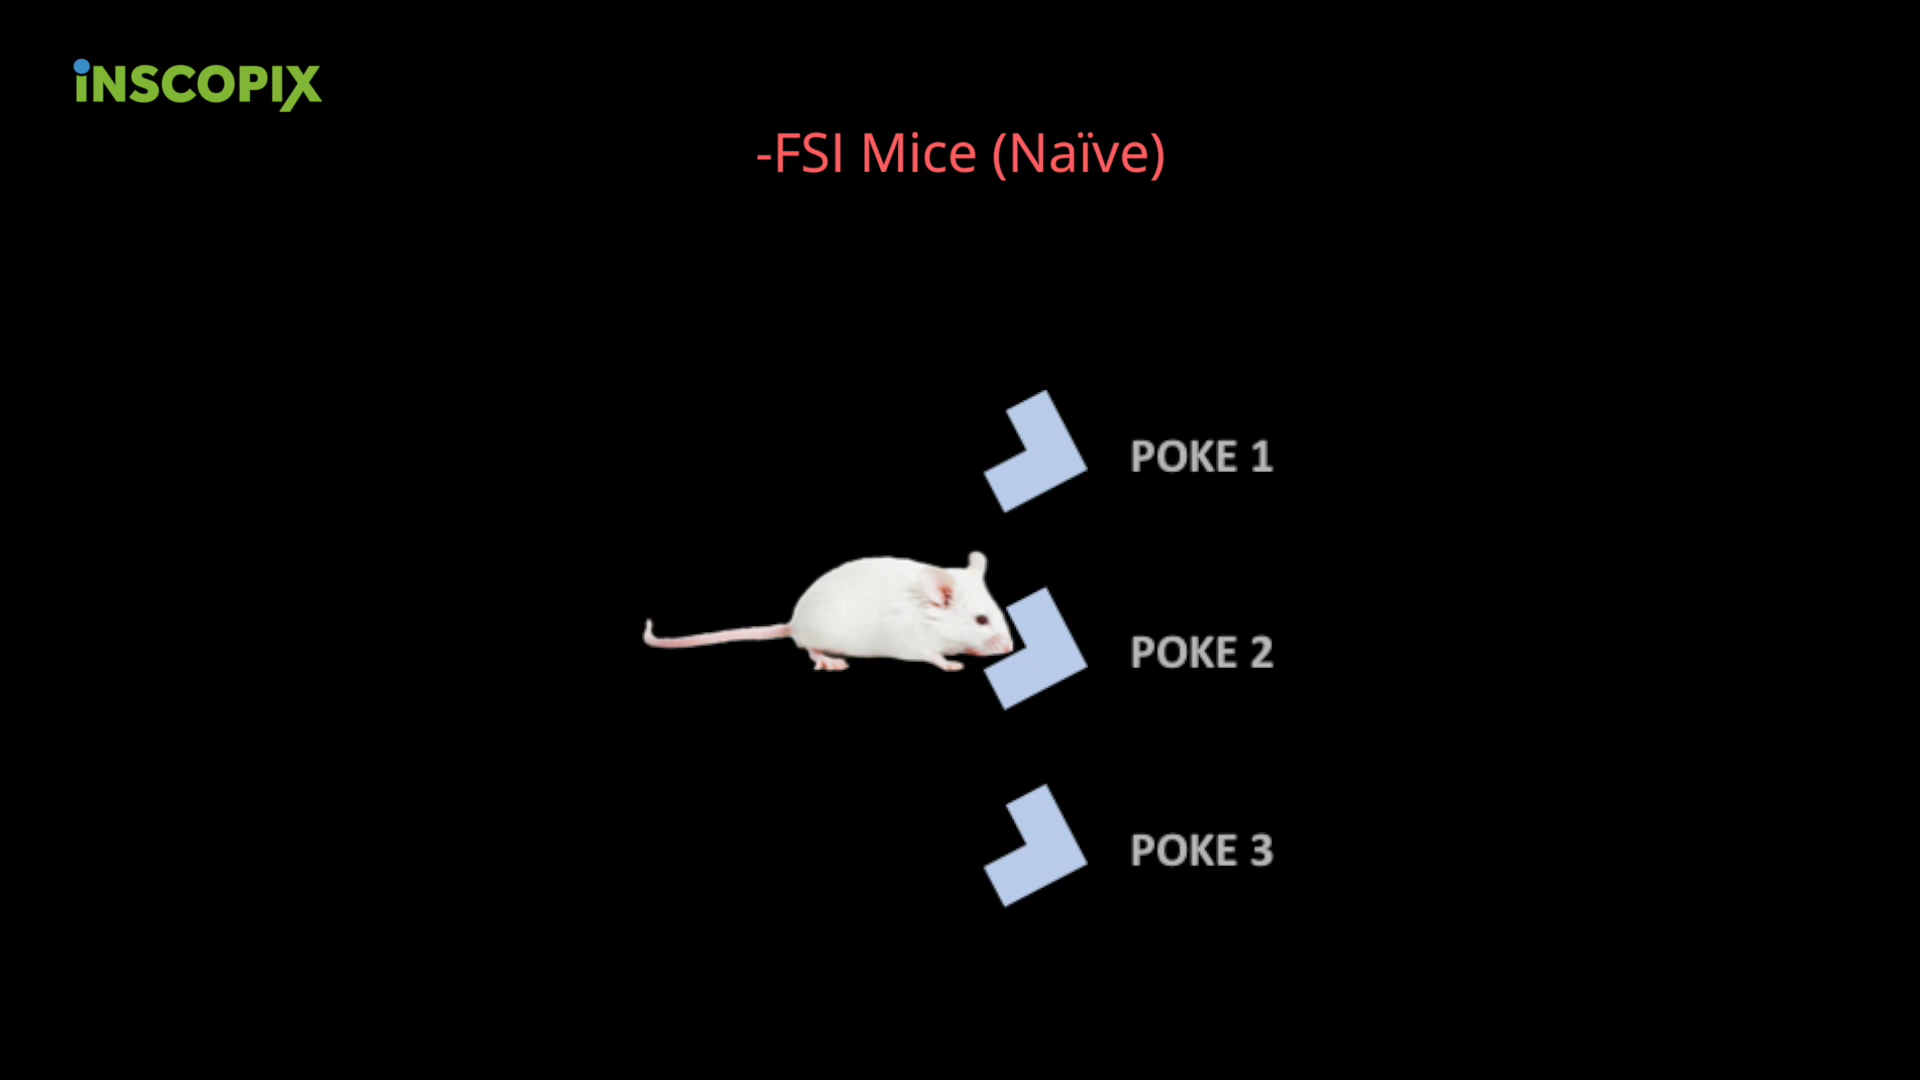 iNSCOPIX
-FSI Mice (Naïve)
POKE 1
POKE 2
POKE 3